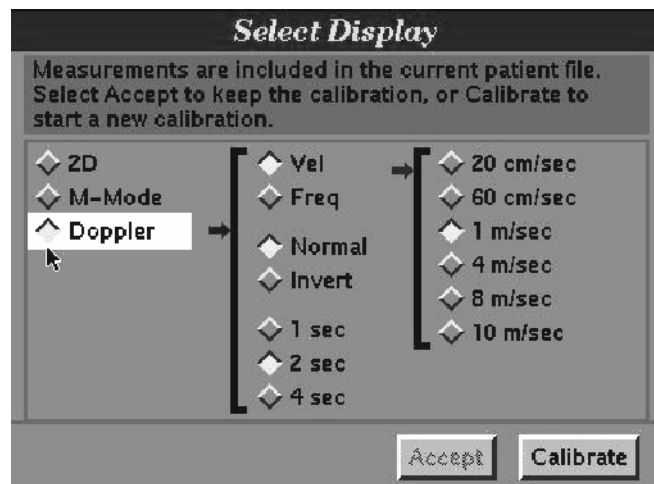 Select Display
Measurements are included in the current patient file.
Select Accept to keep the calibration, or Calibrate to
start a new calibration.
2D
M-Mode
Doppler
Vel
Freq
Normal
Invert
1 sec
2 sec
4 sec
20 cm/sec
60 cm/sec
1 m/sec
4 m/sec
8 m/sec
10 m/sec
Accept
Calibrate